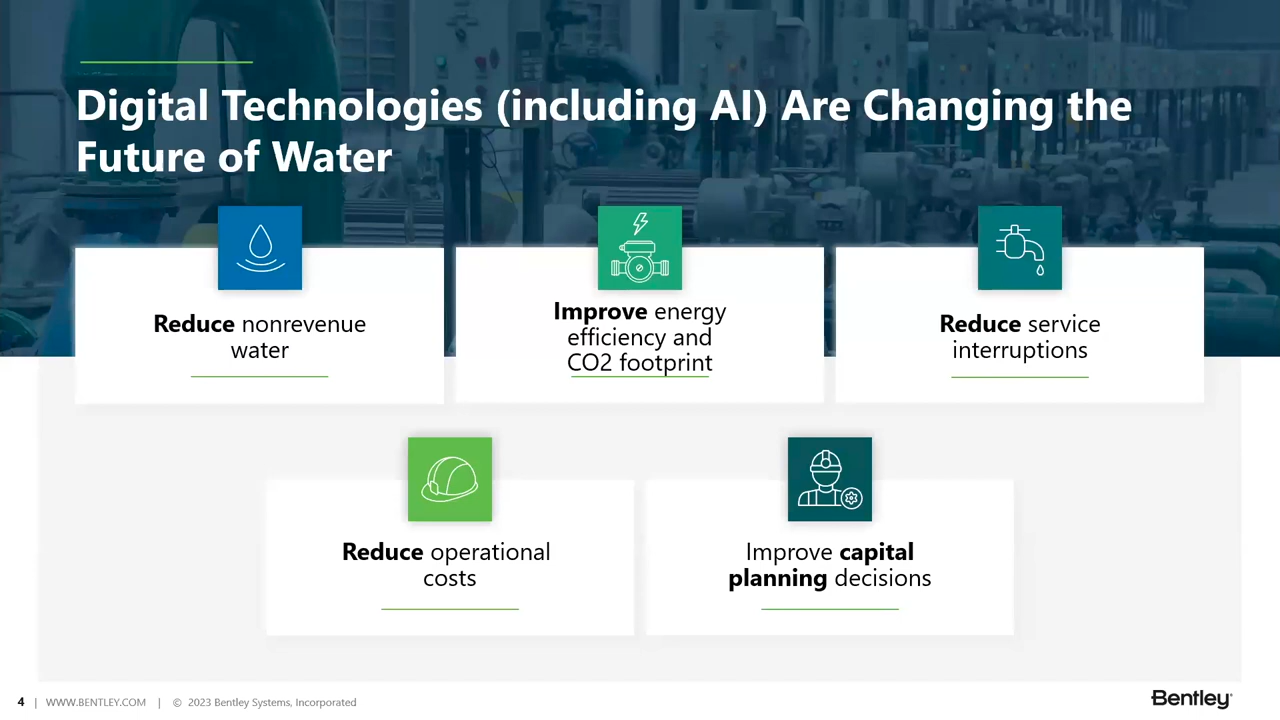 Digital Technologies (including AI) Are Changing the
Future of Water
Reduce nonrevenue
water
Improve energy
efficiency and
CO2 footprint
Reduce service
interruptions
Reduce operational
costs
Improve capital
planning decisions
4 | WWW.BENTLEY.COM | © 2023 Bentley Systems, Incorporated
Bentley